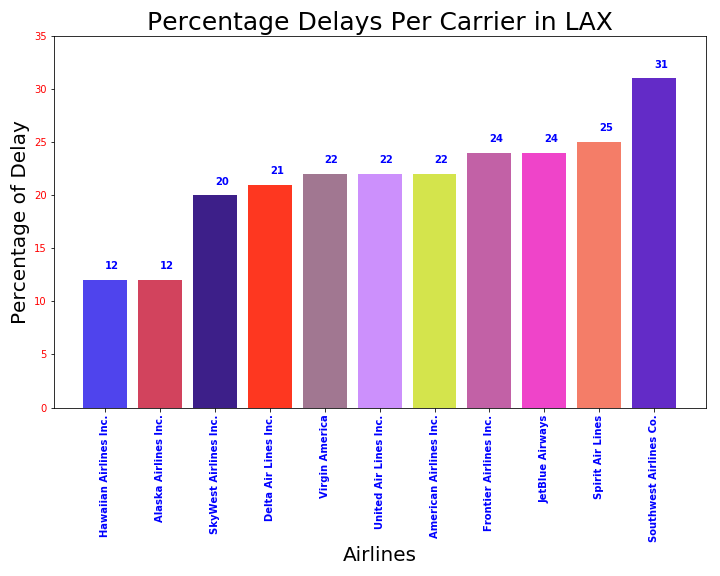 Percentage Delays Per Carrier in LAX
Percentage of Delay
35
30
25
20
15
10
5
0
12
12
20
21
22
22
22
24
24
25
31
Hawaiian Airlines Inc.
Alaska Airlines Inc.
SkyWest Airlines Inc.
Delta Air Lines Inc.
Virgin America
United Air Lines Inc.
American Airlines Inc.
Frontier Airlines Inc.
JetBlue Airways
Spirit Air Lines
Southwest Airlines Co.
Airlines